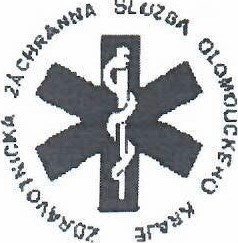 ZDRAVOTNICKÁ ZÁCHRANNÁ SLUŽBA OLOMOUCKÉHO KRAJE